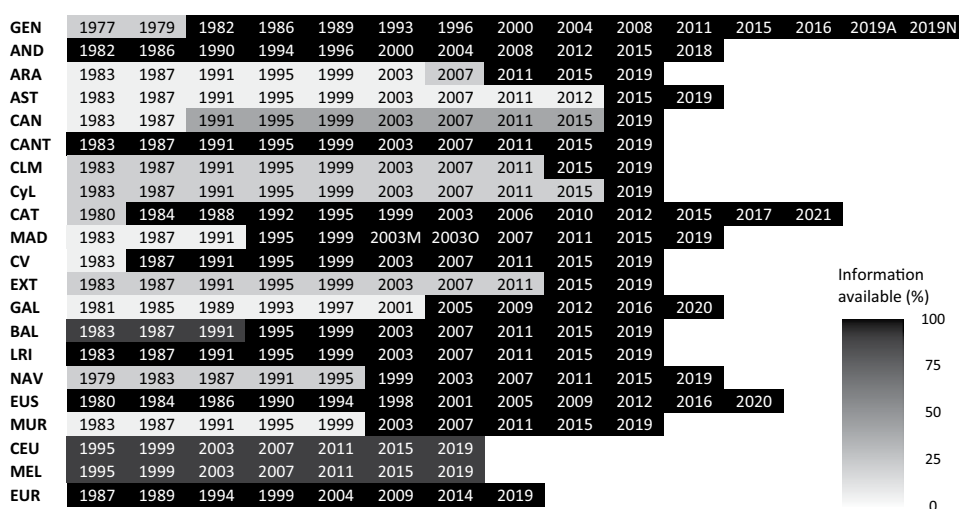 GEN 1977 1979 1982 1986 1989 1993 1996 2000 2004 2008 2011 2015 2016 2019A 2019N
AND 1982 1986 1990 1994 1996 2000 2004 2008 2012 2015 2018
ARA 1983 1987 1991 1995 1999 2003 2007 2011 2015 2019
AST 1983 1987 1991 1995 1999 2003 2007 2011 2012 2015 2019
CAN 1983 1987 1991 1995 1999 2003 2007 2011 2015 2019
CANT 1983 1987 1991 1995 1999 2003 2007 2011 2015 2019
CLM 1983 1987 1991 1995 1999 2003 2007 2011 2015 2019
CyL 1983 1987 1991 1995 1999 2003 2007 2011 2015 2019
CAT 1980 1984 1988 1992 1995 1999 2003 2006 2010 2012 2015 2017 2021
MAD 1983 1987 1991 1995 1999 2003M 2003O 2007 2011 2015 2019
CV 1983 1987 1991 1995 1999 2003 2007 2011 2015 2019
EXT 1983 1987 1991 1995 1999 2003 2007 2011 2015 2019
GAL 1981 1985 1989 1993 1997 2001 2005 2009 2012 2016 2020
BAL 1983 1987 1991 1995 1999 2003 2007 2011 2015 2019
LRI 1983 1987 1991 1995 1999 2003 2007 2011 2015 2019
NAV 1979 1983 1987 1991 1995 1999 2003 2007 2011 2015 2019
EUS 1980 1984 1986 1990 1994 1998 2001 2005 2009 2012 2016 2020
MUR 1983 1987 1991 1995 1999 2003 2007 2011 2015 2019
CEU 1995 1999 2003 2007 2011 2015 2019
MEL 1995 1999 2003 2007 2011 2015 2019
EUR 1987 1989 1994 1999 2004 2009 2014 2019
Information
available (%)
100
75
50
25
0